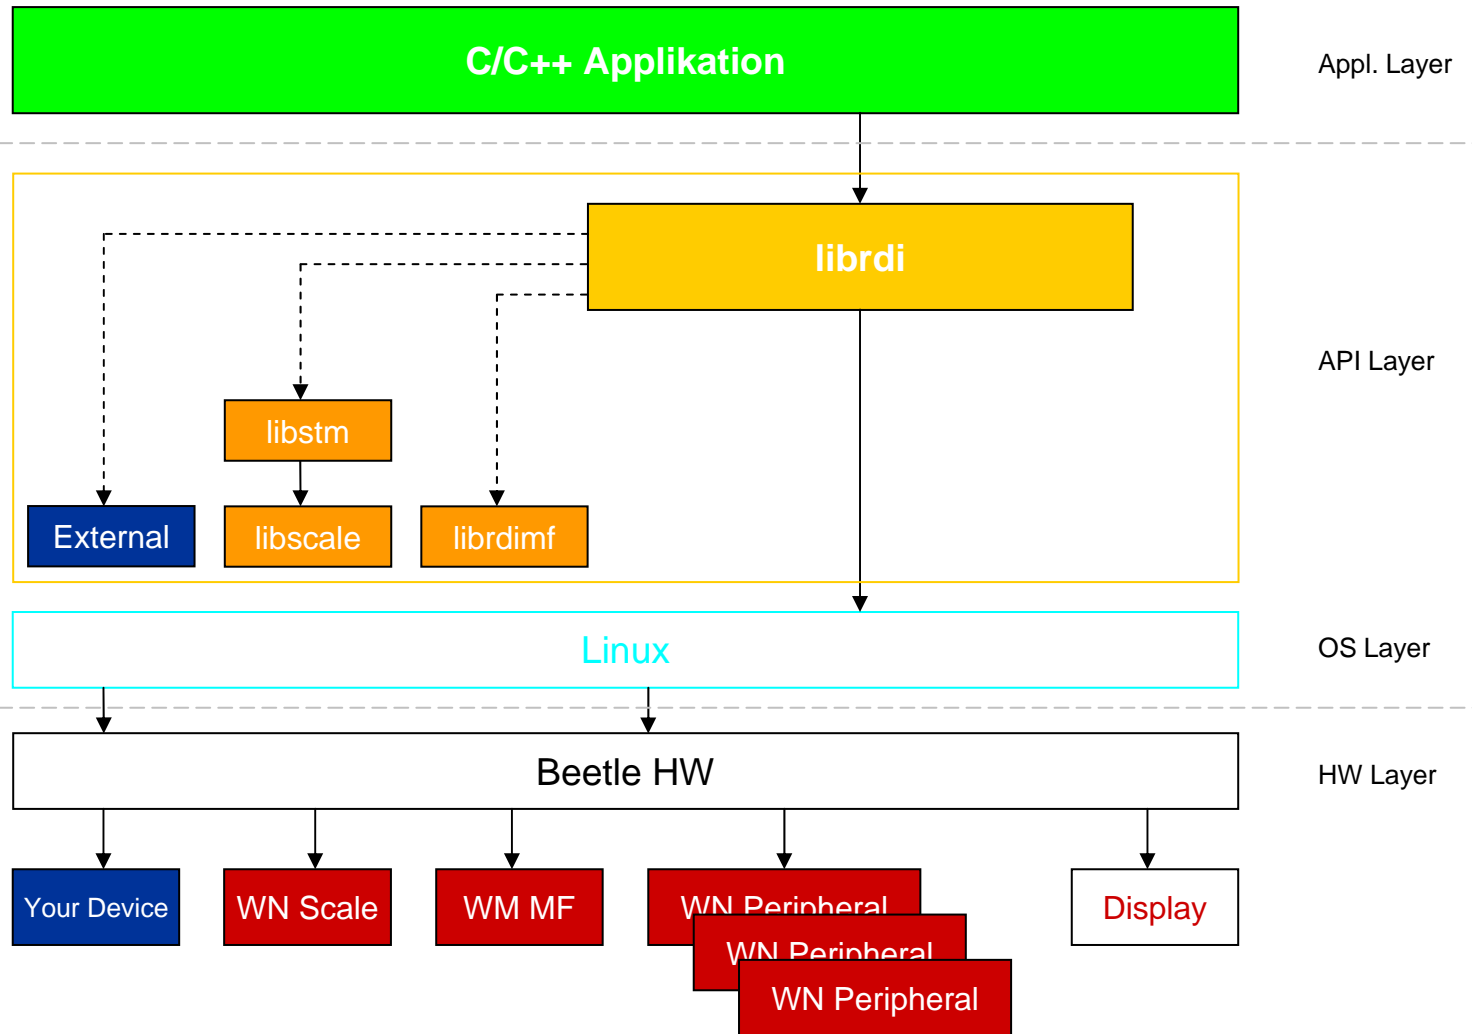 C/C++ Applikation
Appl. Layer
librdi
API Layer
libstm
External
libscale
librdimf
Linux
OS Layer
Beetle HW
HW Layer
Your Device
WN Scale
WM MF
WN Peripheral
Display
WN Peripheral
WN Peripheral